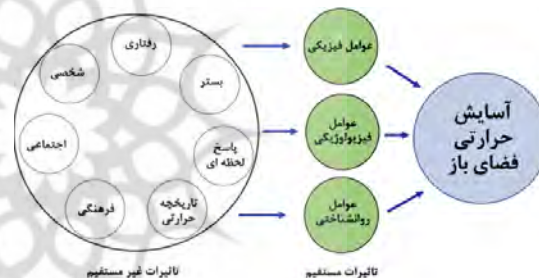 رفتاری
شخصی
بستر
اجتماعی
پاسخ
لحظه ای
فرهنگی
تاریخچه
حرارتی
عوامل فیزیکی
عوامل
فیزیولوژیکی
عوامل
روانشناختی
آسایش
حرارتی
فضای باز
تاثیرات غیر مستقیم
تاثیرات مستقیم